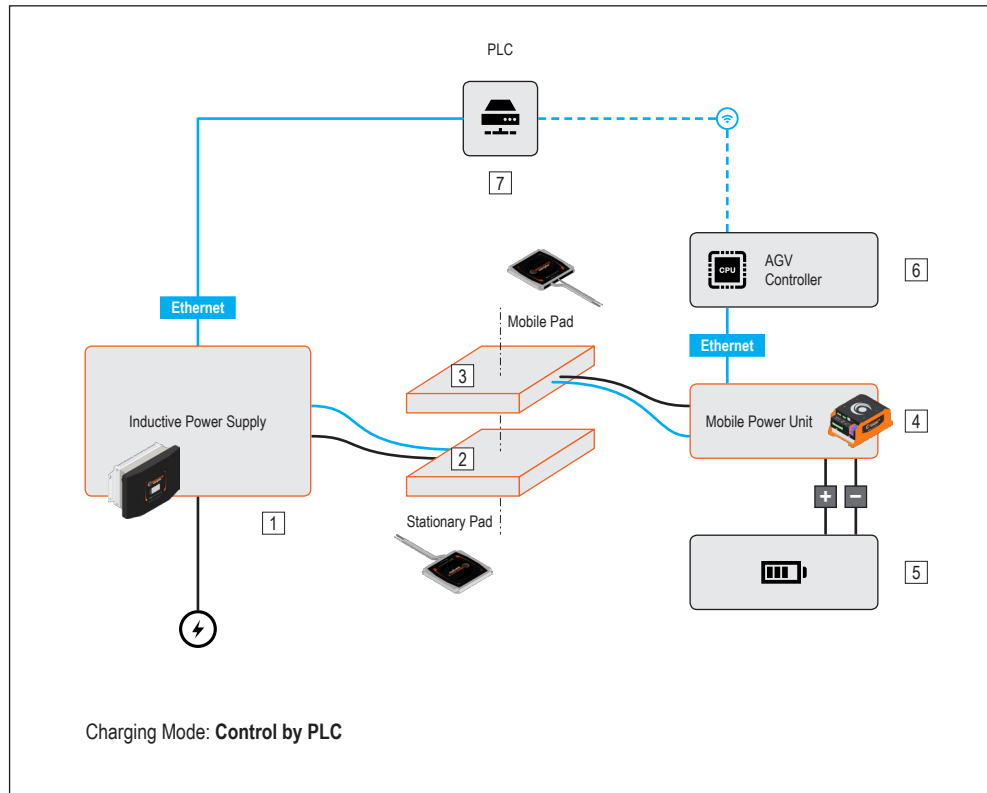 PLC
7
CPU
AGV
Controller
6
Ethernet
Mobile Pad
Ethernet
3
Inductive Power Supply
Mobile Power Unit
4
2
+ −
1
Stationary Pad
5
Charging Mode: Control by PLC